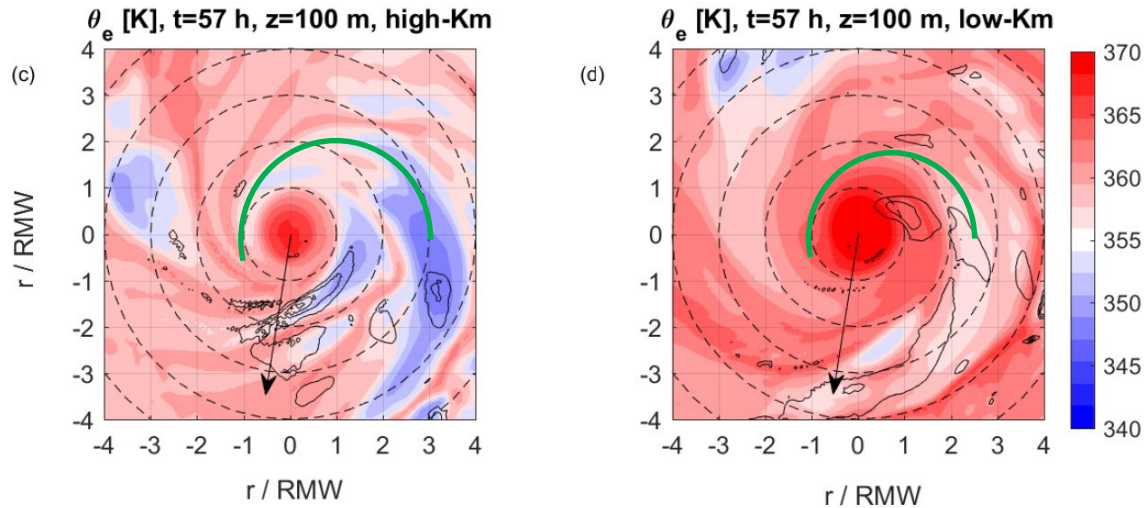 θe [K], t=57 h, z=100 m, high-Km
(c)
4
3
2
1
0
-1
-2
-3
-4
r / RMW
-4 -3 -2 -1 0 1 2 3 4
r / RMW
θe [K], t=57 h, z=100 m, low-Km
(d)
4
3
2
1
0
-1
-2
-3
-4
r / RMW
-4 -3 -2 -1 0 1 2 3 4
r / RMW
370
365
360
355
350
345
340